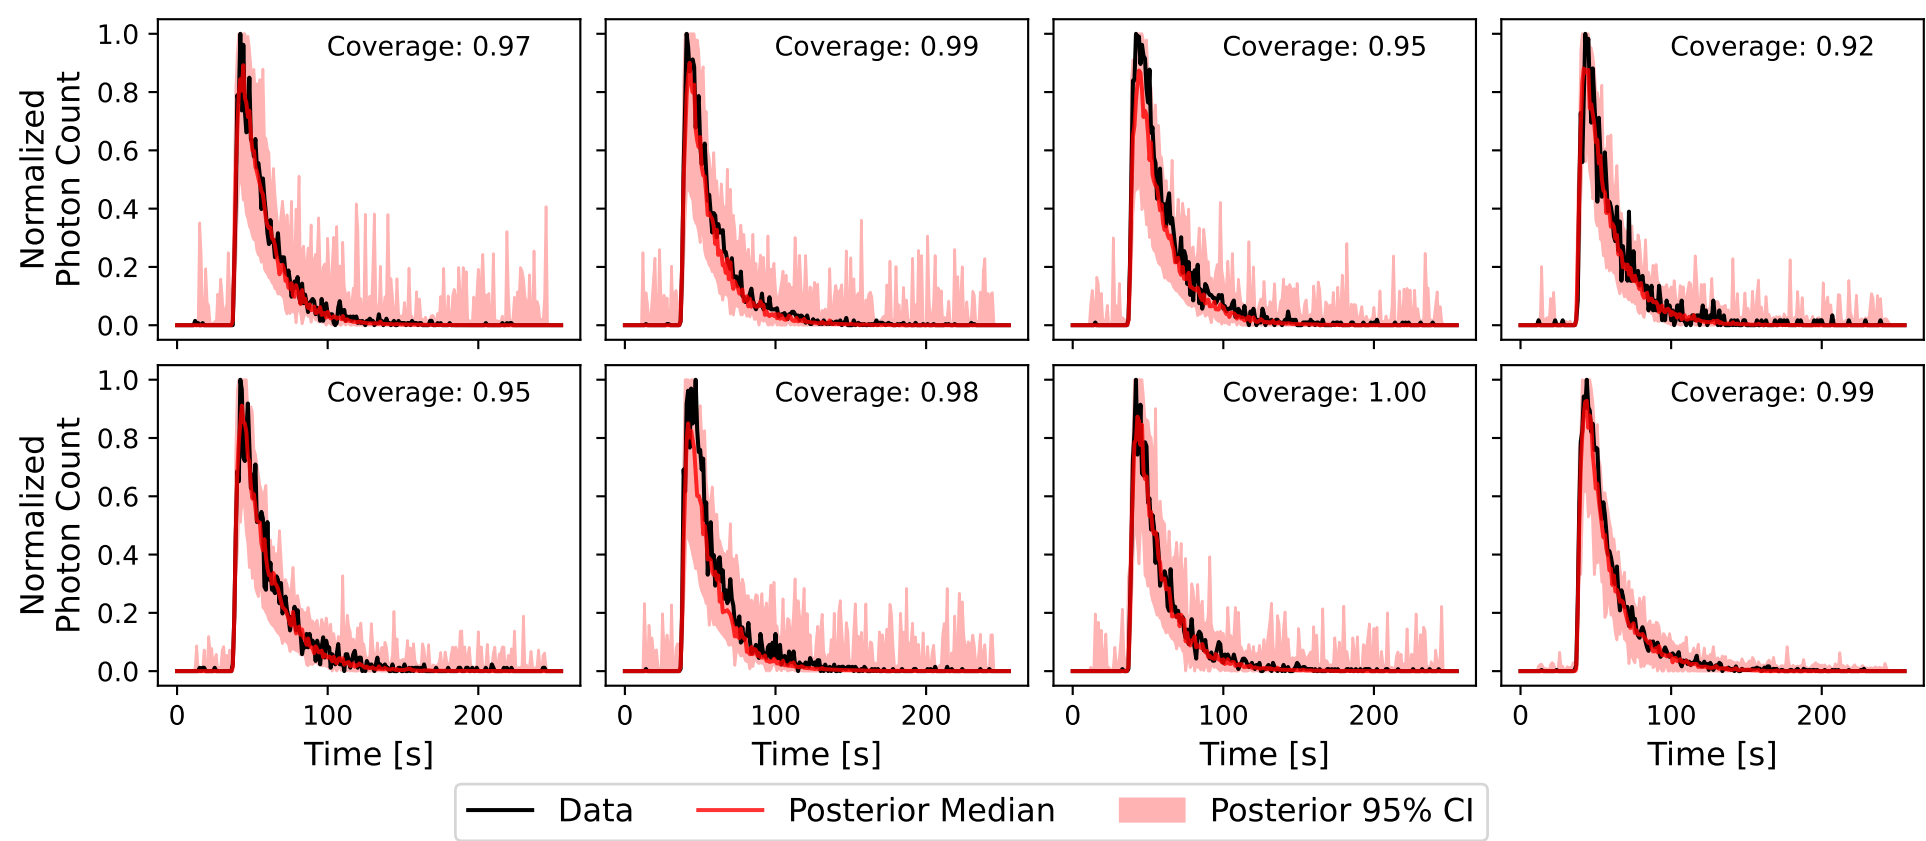 Normalized
Photon Count
1.0
0.8
0.6
0.4
0.2
0.0
Coverage: 0.97
Coverage: 0.99
Coverage: 0.95
Coverage: 0.92
Normalized
Photon Count
1.0
0.8
0.6
0.4
0.2
0.0
Coverage: 0.95
Coverage: 0.98
Coverage: 1.00
Coverage: 0.99
0 100 200
0 100 200
0 100 200
0 100 200
Time [s]
Time [s]
Time [s]
Time [s]
Data
Posterior Median
Posterior 95% CI